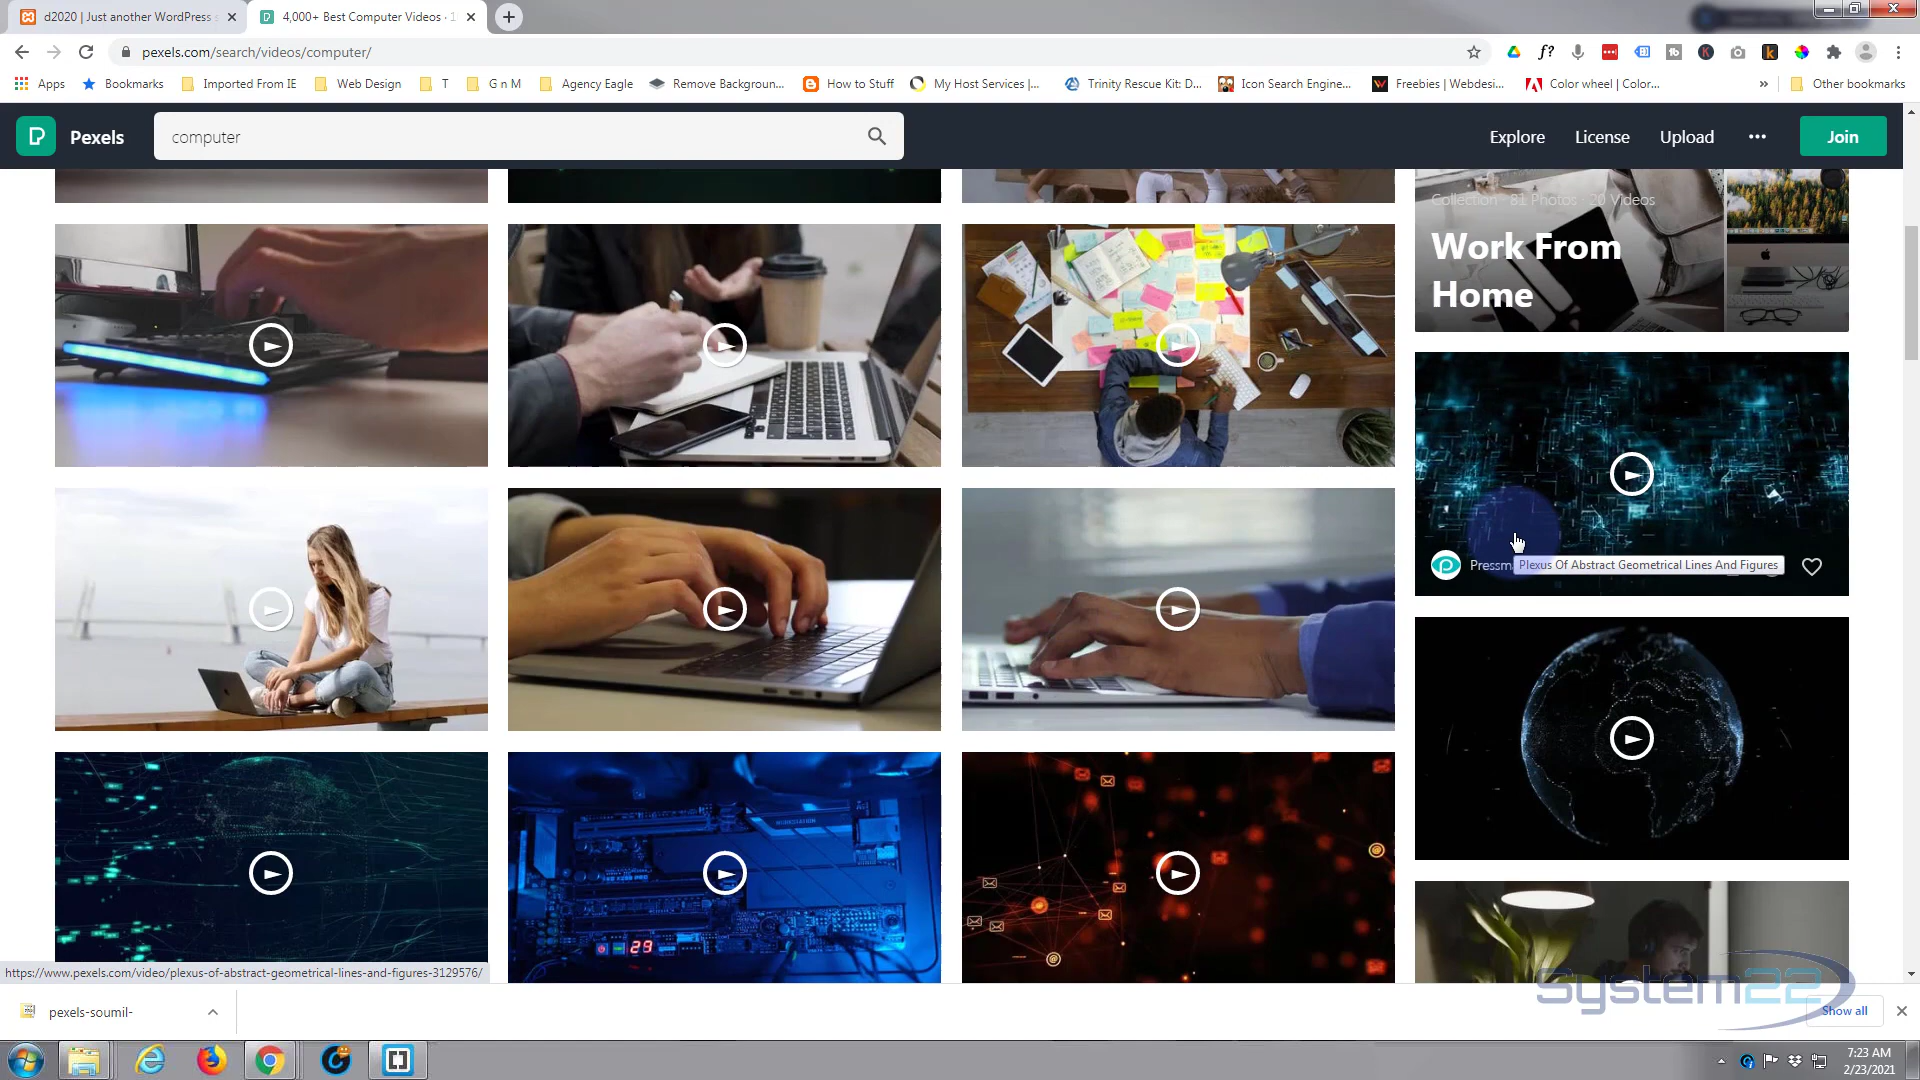 d2020 | Just another WordPress s
4,000+ Best Computer Videos · 1
pexels.com/search/videos/computer/
Apps
Bookmarks
Imported From IE
Web Design
T
G n M
Agency Eagle
Remove Backgroun...
How to Stuff
My Host Services |...
Trinity Rescue Kit: D...
Icon Search Engine...
Freebies | Webdesi...
Color wheel | Color...
»
Other bookmarks
Pexels
computer
Explore
License
Upload
Join
Collection · 81 Photos · 20 Videos
Work From
Home
Pressm
Plexus Of Abstract Geometrical Lines And Figures
29
https://www.pexels.com/video/plexus-of-abstract-geometrical-lines-and-figures-3129576/
pexels-soumil-
System22
Show all
7:23 AM
2/23/2021